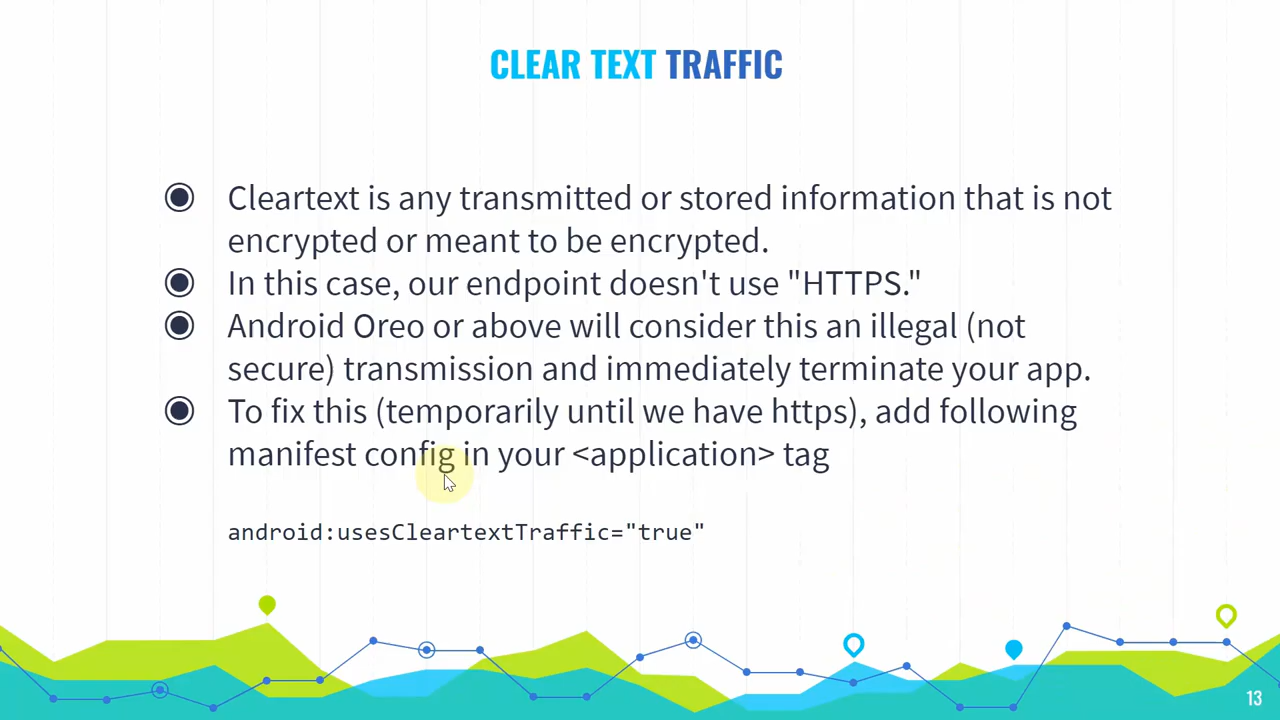 CLEAR TEXT TRAFFIC
Cleartext is any transmitted or stored information that is not
encrypted or meant to be encrypted.
In this case, our endpoint doesn't use "HTTPS."
Android Oreo or above will consider this an illegal (not
secure) transmission and immediately terminate your app.
To fix this (temporarily until we have https), add following
manifest config in your <application> tag
android:usesCleartextTraffic="true"
13